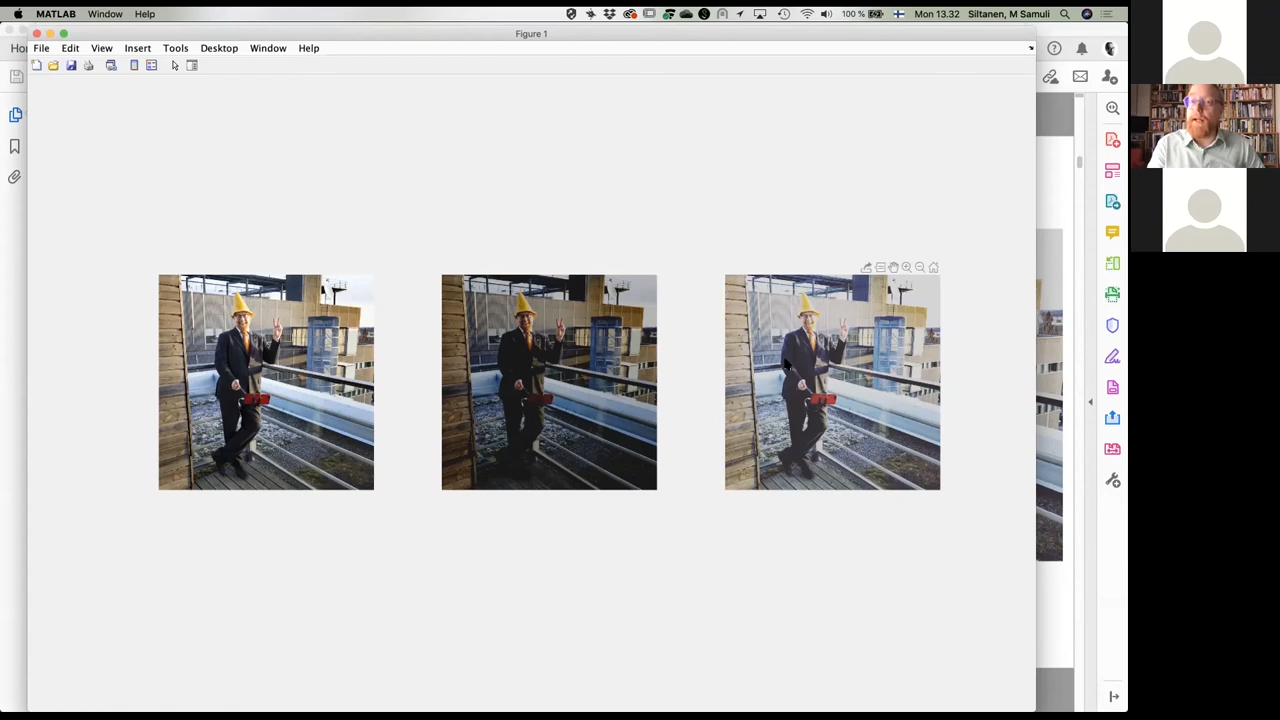 MATLAB Window Help 100 % Mon 13.32 Siltanen, M Samuli
Figure 1
File Edit View Insert Tools Desktop Window Help